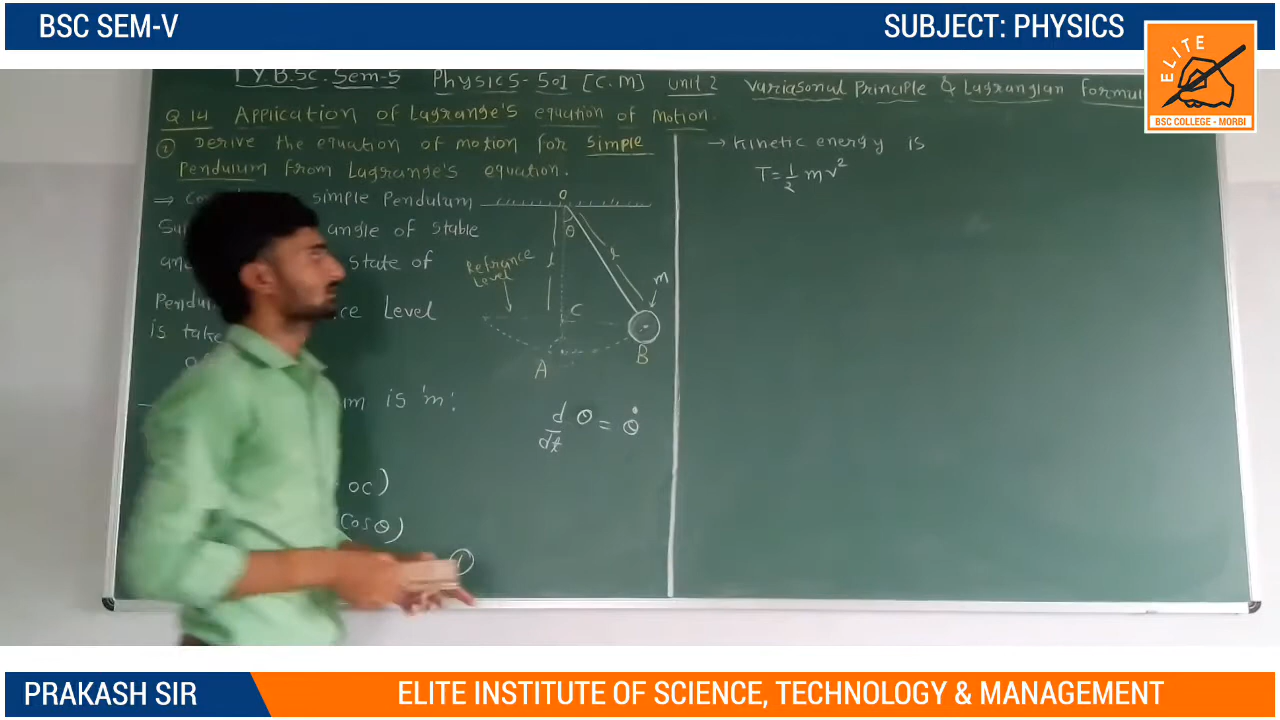 BSC SEM-V
SUBJECT: PHYSICS
ELITE
BSC COLLEGE - MORBI
T.Y.B.Sc. Sem-5 Physics-501 [C.M] Unit 2 Variasonal Principle & Lagrangian Formul
Q 14 Application of Lagrange's equation of Motion.
① Derive the equation of motion for simple
Pendulum from Lagrange's equation.
⇒ simple Pendulum
angle of stable
state of
Level
is
is 'm'.
OC)
Cosθ)
①
O
θ
l
l
m
Refrance
Level
C
A
B
d/dt θ = θ̇
→ Kinetic energy is
T = 1/2 mv²
PRAKASH SIR
ELITE INSTITUTE OF SCIENCE, TECHNOLOGY & MANAGEMENT